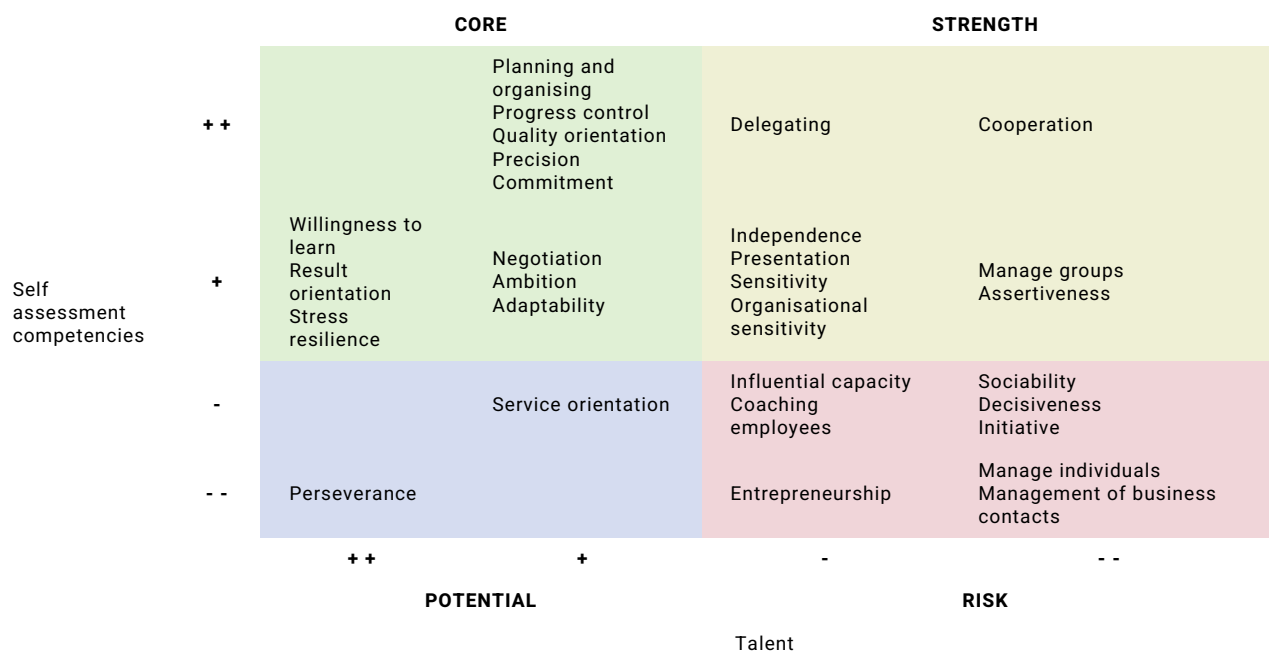 CORE
STRENGTH
++
Planning and
organising
Progress control
Quality orientation
Precision
Commitment
Delegating
Cooperation
Self
assessment
competencies
+
Willingness to
learn
Result
orientation
Stress
resilience
Negotiation
Ambition
Adaptability
Independence
Presentation
Sensitivity
Organisational
sensitivity
Manage groups
Assertiveness
-
Service orientation
Influential capacity
Coaching
employees
Sociability
Decisiveness
Initiative
--
Perseverance
Entrepreneurship
Manage individuals
Management of business
contacts
++
+
-
--
POTENTIAL
RISK
Talent